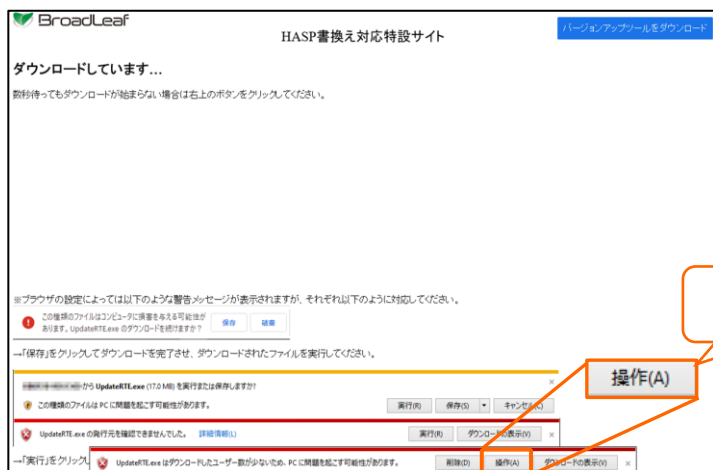 BroadLeaf
HASP書換え対応特設サイト
バージョンアップツールをダウンロード
ダウンロードしています...
数秒待ってもダウンロードが始まらない場合は右上のボタンをクリックしてください。
※ブラウザの設定によっては以下のような警告メッセージが表示されますが、それぞれ以下のように対応してください。
この種類のファイルはコンピュータに損害を与える可能性が
あります。UpdateRTE.exe のダウンロードを続けますか？
保存
破棄
→「保存」をクリックしてダウンロードを完了させ、ダウンロードされたファイルを実行してください。
から UpdateRTE.exe (17.0 MB) を実行または保存しますか?
×
この種類のファイルは PC に問題を起こす可能性があります。
実行(R)
保存(S)
キャンセル(C)
操作(A)
UpdateRTE.exe の発行元を確認できませんでした。
詳細情報(L)
実行(R)
ダウンロードの表示(V)
×
→「実行」をクリックし
UpdateRTE.exe はダウンロードしたユーザー数が少ないため、PC に問題を起こす可能性があります。
削除(D)
操作(A)
ダウンロードの表示(V)
×